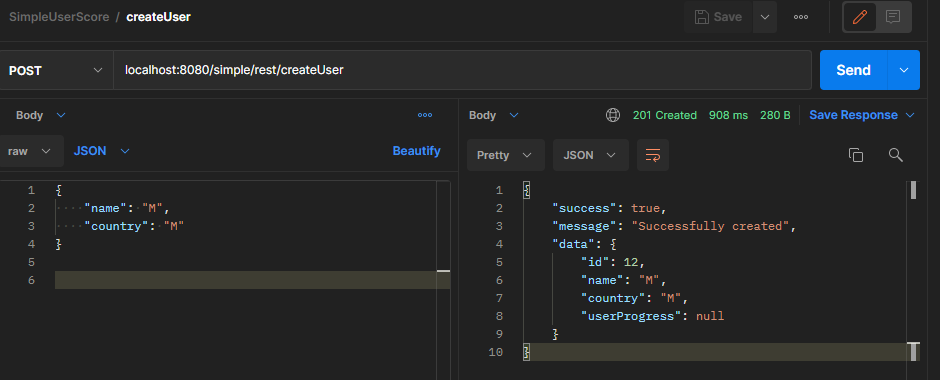 SimpleUserScore / createUser
Save
POST
localhost:8080/simple/rest/createUser
Send
Body
Body
201 Created 908 ms 280 B Save Response
raw
JSON
Beautify
Pretty
JSON
1 {
2 "name": "M",
3 "country": "M"
4 }
5
6
1 {
2 "success": true,
3 "message": "Successfully created",
4 "data": {
5 "id": 12,
6 "name": "M",
7 "country": "M",
8 "userProgress": null
9 }
10 }